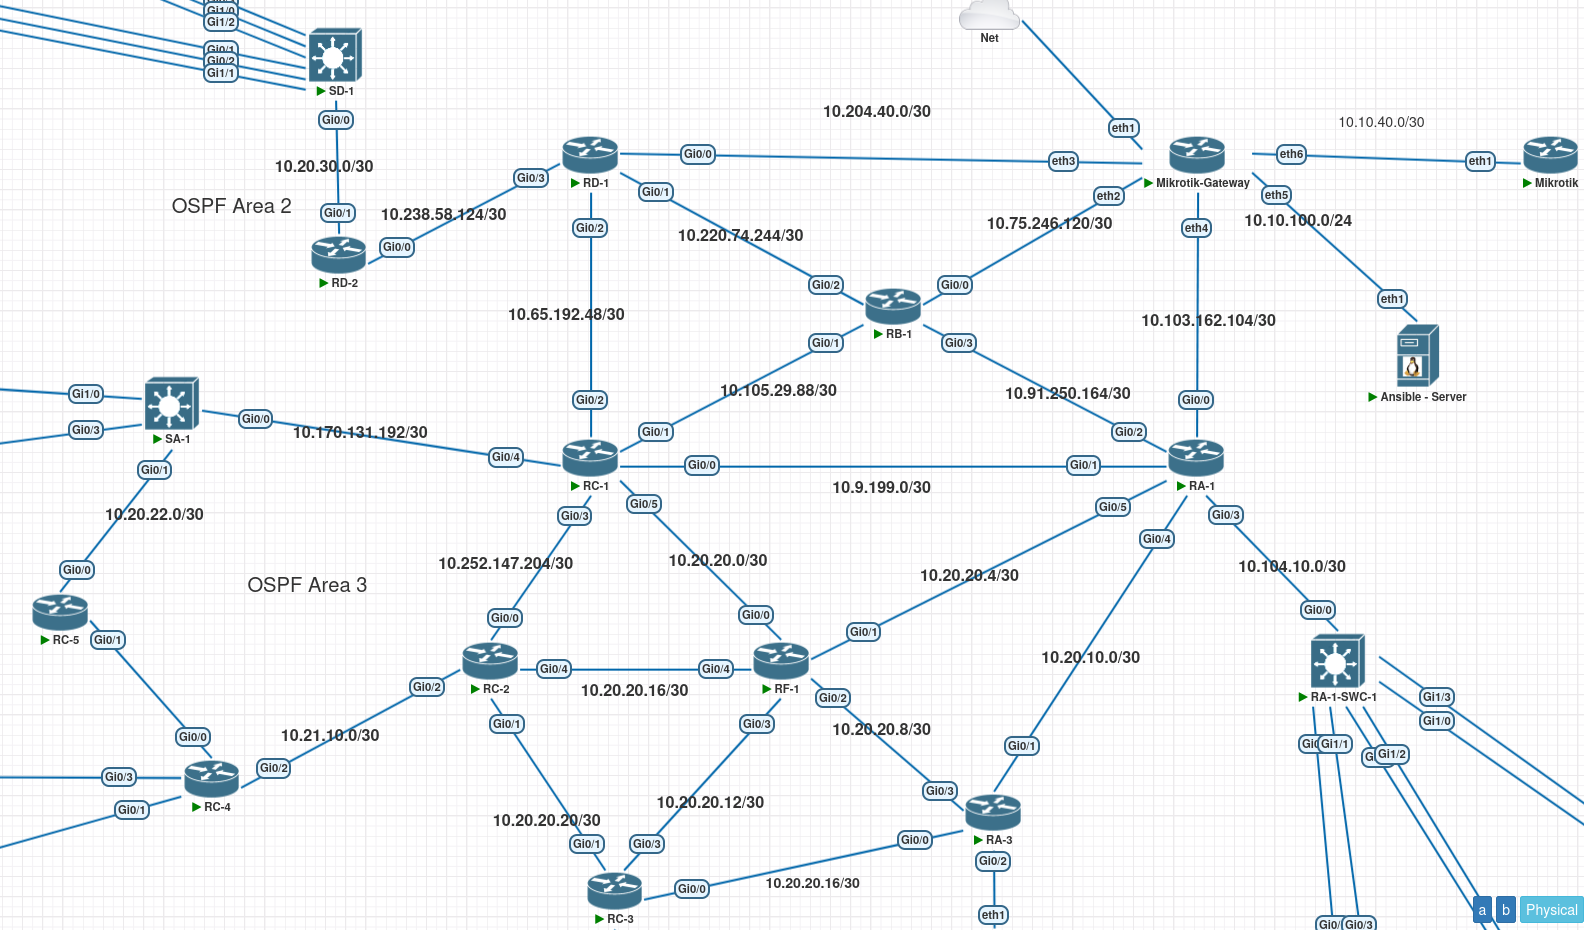 Gi1/0
Gi1/2
Gi0/1
Gi0/2
Gi1/1
SD-1
Gi0/0
10.20.30.0/30
Gi0/1
OSPF Area 2
RD-2
Gi0/0
10.238.58.124/30
Gi0/3
RD-1
Gi0/0
Gi0/1
Gi0/2
10.204.40.0/30
Net
eth1
eth3
Mikrotik-Gateway
eth2
eth4
eth6
10.10.40.0/30
eth1
Mikrotik
eth5
10.10.100.0/24
eth1
Ansible - Server
10.220.74.244/30
10.75.246.120/30
Gi0/2
Gi0/0
RB-1
Gi0/1
Gi0/3
10.65.192.48/30
10.103.162.104/30
10.105.29.88/30
10.91.250.164/30
Gi0/2
Gi0/1
Gi0/2
Gi0/0
Gi1/0
Gi0/3
SA-1
Gi0/0
10.170.131.192/30
Gi0/4
RC-1
Gi0/0
Gi0/1
10.9.199.0/30
RA-1
Gi0/1
10.20.22.0/30
Gi0/0
RC-5
Gi0/1
OSPF Area 3
Gi0/3
Gi0/5
10.252.147.204/30
10.20.20.0/30
Gi0/5
Gi0/4
Gi0/3
10.20.20.4/30
10.104.10.0/30
Gi0/0
Gi0/0
Gi0/1
Gi0/0
RC-2
Gi0/4
Gi0/4
10.20.20.16/30
RF-1
10.20.10.0/30
RA-1-SWC-1
Gi1/3
Gi1/0
Gi1/1
Gi1/2
Gi0/2
10.21.10.0/30
Gi0/0
Gi0/2
Gi0/3
Gi0/1
RC-4
Gi0/1
Gi0/3
Gi0/2
10.20.20.8/30
Gi0/1
Gi0/3
10.20.20.12/30
10.20.20.20/30
Gi0/1
Gi0/3
Gi0/0
RA-3
Gi0/2
RC-3
Gi0/0
10.20.20.16/30
eth1
Gi0/3
a b Physical